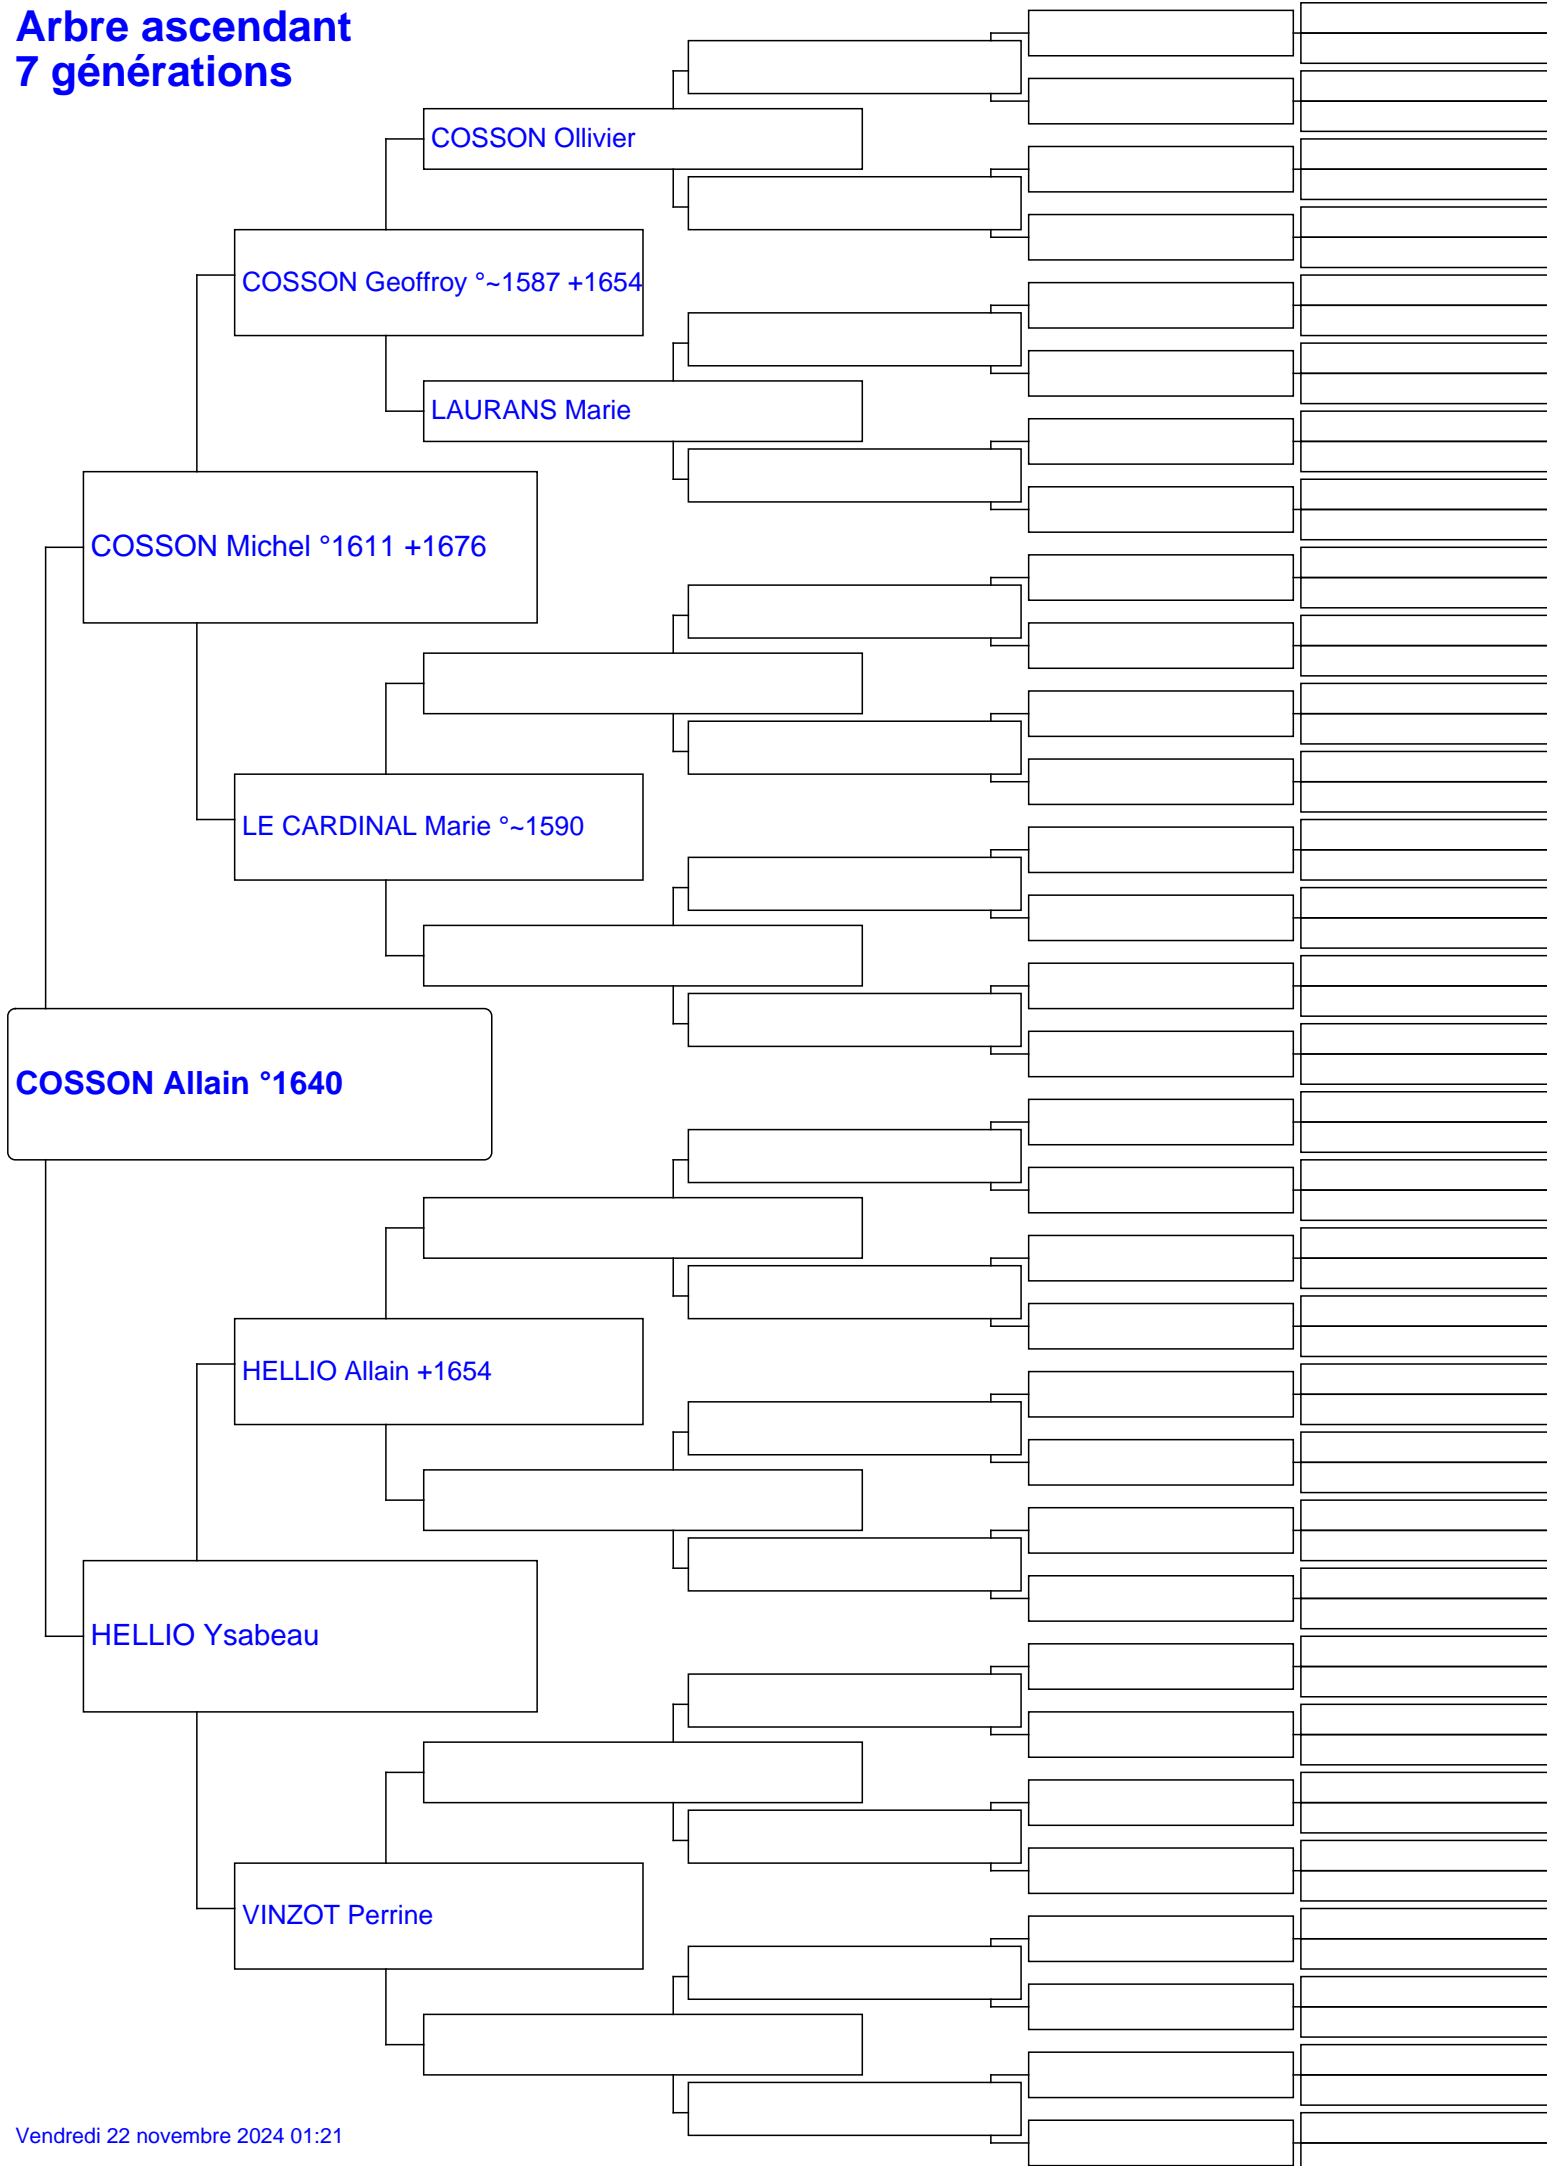 Arbre ascendant
7 générations
COSSON Ollivier
COSSON Geoffroy °~1587 +1654
LAURANS Marie
COSSON Michel °1611 +1676
LE CARDINAL Marie °~1590
COSSON Allain °1640
HELLIO Allain +1654
HELLIO Ysabeau
VINZOT Perrine
Vendredi 22 novembre 2024 01:21